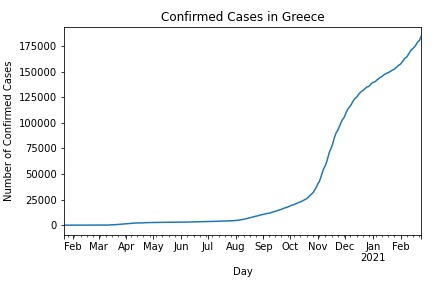 Confirmed Cases in Greece
175000
150000
125000
100000
75000
50000
25000
0
Number of Confirmed Cases
Feb Mar Apr May Jun Jul Aug Sep Oct Nov Dec Jan Feb
2021
Day